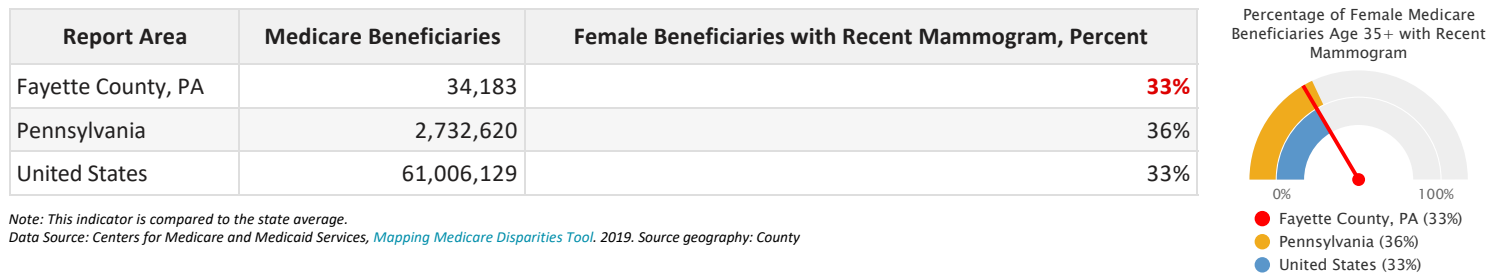 Report Area Medicare Beneficiaries Female Beneficiaries with Recent Mammogram, Percent
Fayette County, PA 34,183 33%
Pennsylvania 2,732,620 36%
United States 61,006,129 33%
Note: This indicator is compared to the state average.
Data Source: Centers for Medicare and Medicaid Services, Mapping Medicare Disparities Tool. 2019. Source geography: County
Percentage of Female Medicare
Beneficiaries Age 35+ with Recent
Mammogram
0% 100%
Fayette County, PA (33%)
Pennsylvania (36%)
United States (33%)